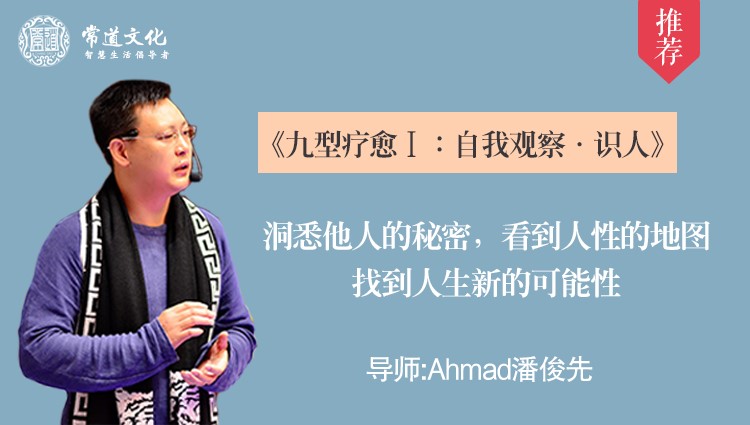 常道文化
智慧生活倡导者
推荐
《九型疗愈Ⅰ：自我观察·识人》
洞悉他人的秘密，看到人性的地图
找到人生新的可能性
导师:Ahmad潘俊先